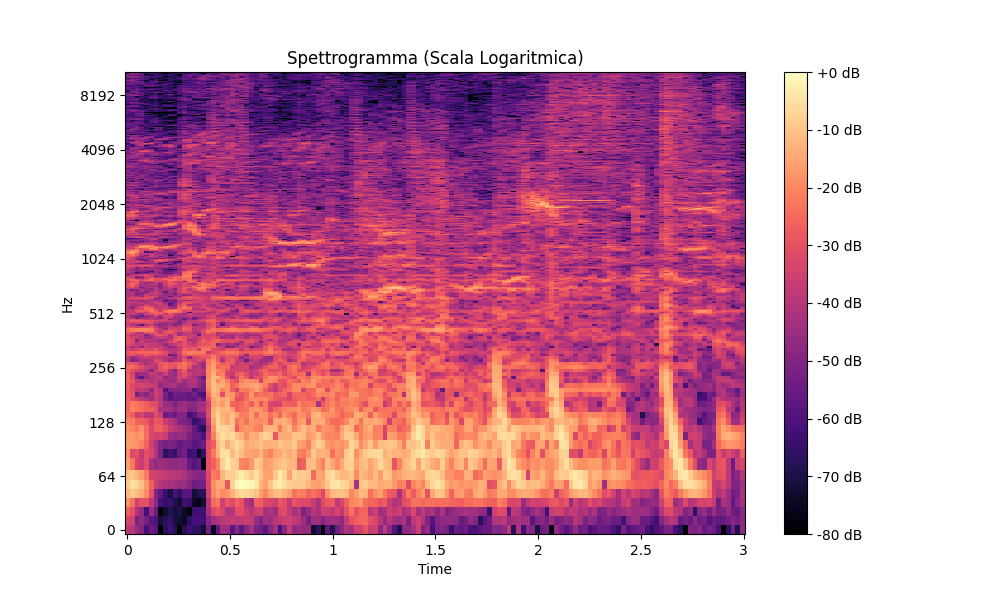 Spettrogramma (Scala Logaritmica)
Hz
8192
4096
2048
1024
512
256
128
64
0
0 0.5 1 1.5 2 2.5 3
Time
+0 dB
-10 dB
-20 dB
-30 dB
-40 dB
-50 dB
-60 dB
-70 dB
-80 dB